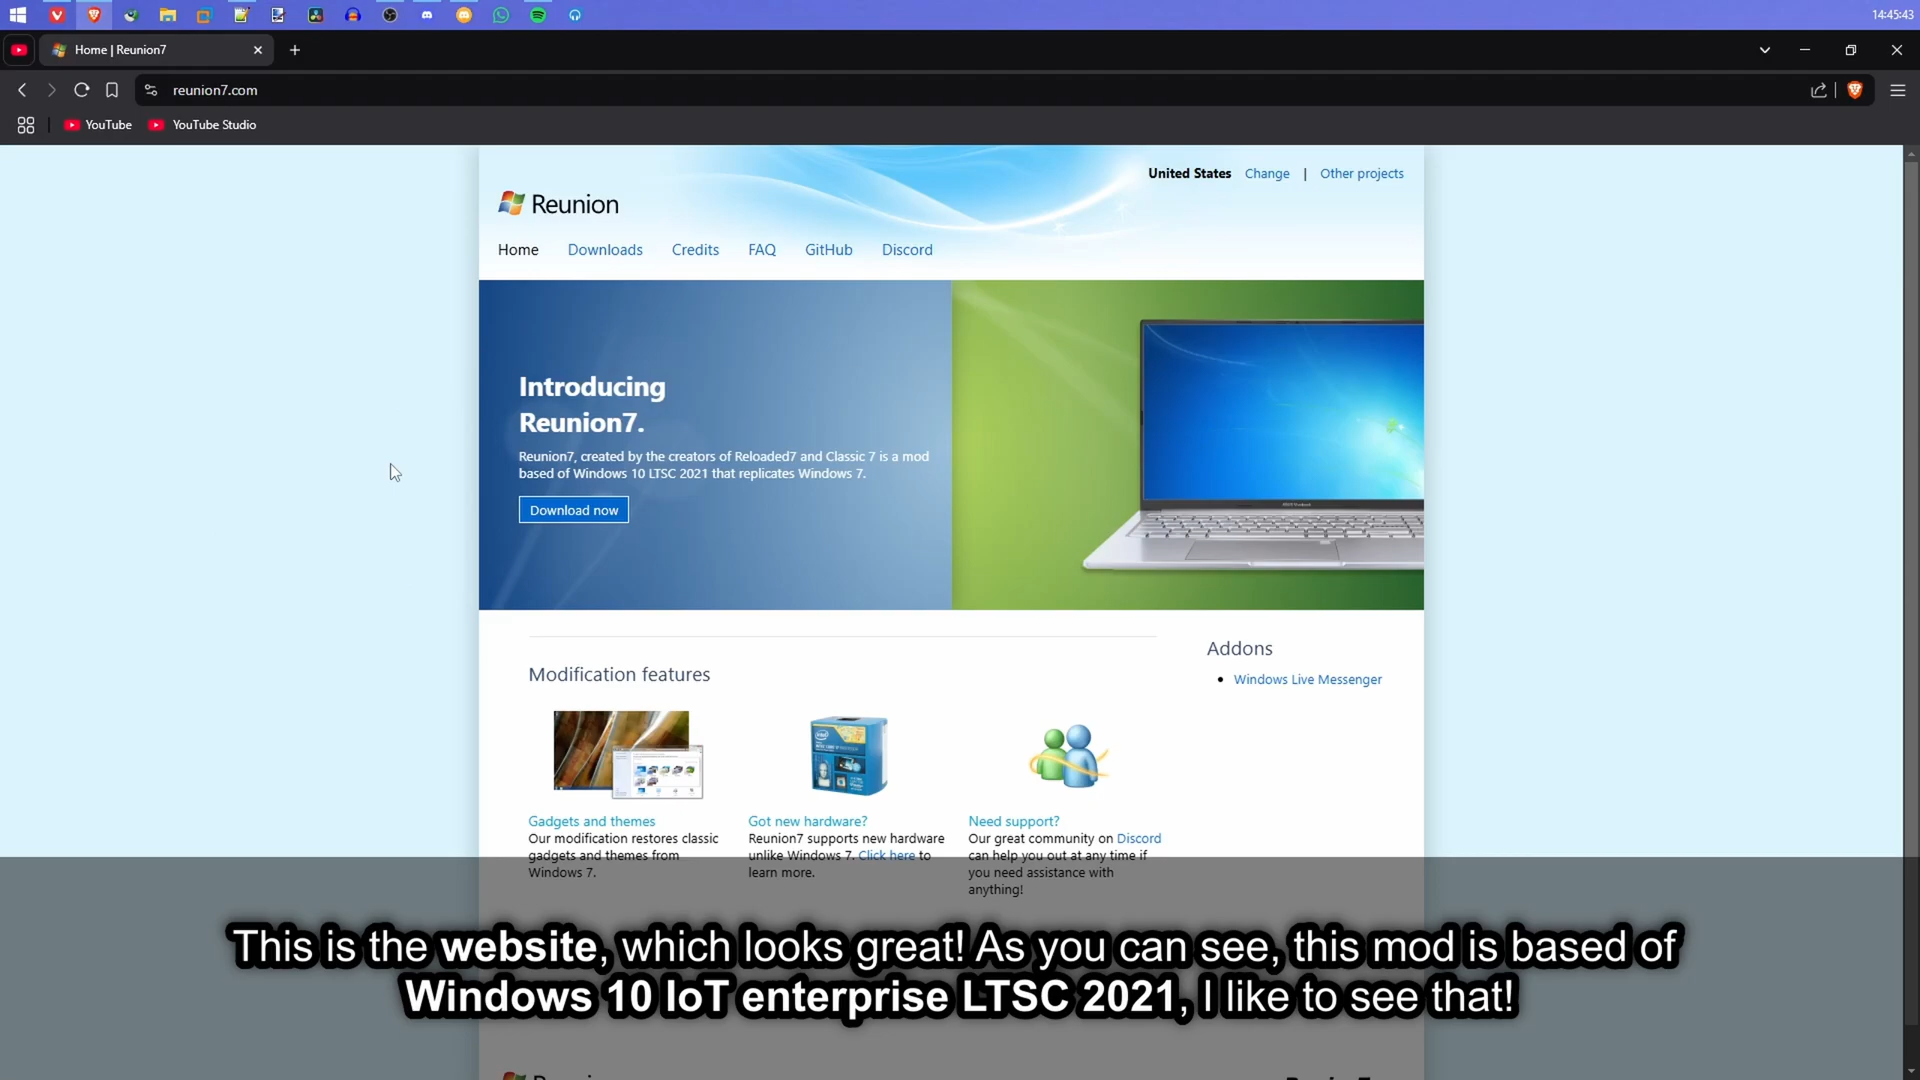 14:45:43
Home | Reunion7
reunion7.com
YouTube
YouTube Studio
United States Change | Other projects
Reunion
Home Downloads Credits FAQ GitHub Discord
Introducing
Reunion7.
Reunion7, created by the creators of Reloaded7 and Classic 7 is a mod
based of Windows 10 LTSC 2021 that replicates Windows 7.
Download now
Modification features
Gadgets and themes
Our modification restores classic
gadgets and themes from
Windows 7.
Got new hardware?
Reunion7 supports new hardware
unlike Windows 7. Click here to
learn more.
Need support?
Our great community on Discord
can help you out at any time if
you need assistance with
anything!
Addons
Windows Live Messenger
This is the website, which looks great! As you can see, this mod is based of
Windows 10 IoT enterprise LTSC 2021, I like to see that!